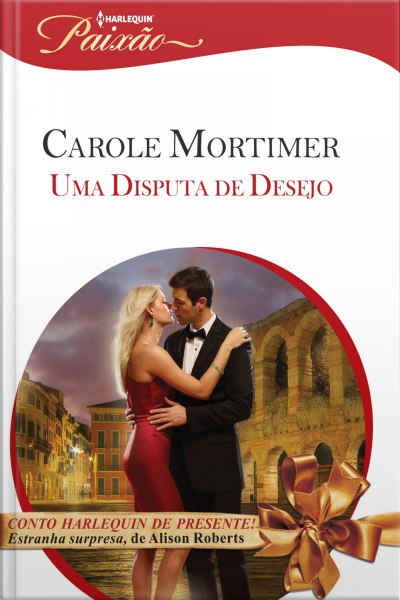 HARLEQUIN
Paixão
CAROLE MORTIMER
UMA DISPUTA DE DESEJO
CONTO HARLEQUIN DE PRESENTE!
Estranha surpresa, de Alison Roberts